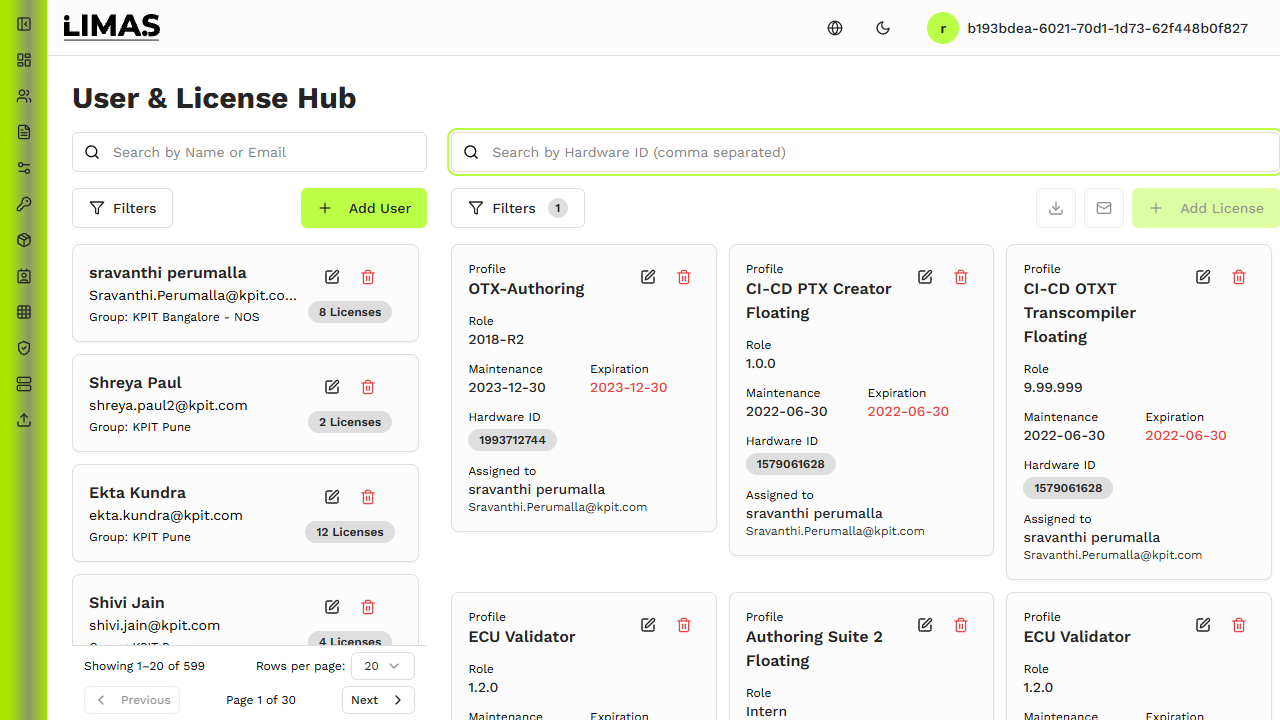 LIMAS
r
b193bdea-6021-70d1-1d73-62f448b0f827
User & License Hub
Search by Name or Email
Filters
Add User
sravanthi perumalla
Sravanthi.Perumalla@kpit.co...
Group: KPIT Bangalore - NOS
8 Licenses
Shreya Paul
shreya.paul2@kpit.com
Group: KPIT Pune
2 Licenses
Ekta Kundra
ekta.kundra@kpit.com
Group: KPIT Pune
12 Licenses
Shivi Jain
shivi.jain@kpit.com
4 Licenses
Showing 1–20 of 599
Rows per page:
20
Previous
Page 1 of 30
Next
Search by Hardware ID (comma separated)
Filters 1
Add License
Profile
OTX-Authoring
Role
2018-R2
Maintenance
2023-12-30
Expiration
2023-12-30
Hardware ID
1993712744
Assigned to
sravanthi perumalla
Sravanthi.Perumalla@kpit.com
Profile
CI-CD PTX Creator
Floating
Role
1.0.0
Maintenance
2022-06-30
Expiration
2022-06-30
Hardware ID
1579061628
Assigned to
sravanthi perumalla
Sravanthi.Perumalla@kpit.com
Profile
CI-CD OTXT
Transcompiler
Floating
Role
9.99.999
Maintenance
2022-06-30
Expiration
2022-06-30
Hardware ID
1579061628
Assigned to
sravanthi perumalla
Sravanthi.Perumalla@kpit.com
Profile
ECU Validator
Role
1.2.0
Maintenance
Expiration
Profile
Authoring Suite 2
Floating
Role
Intern
Profile
ECU Validator
Role
1.2.0
Maintenance
Expiration